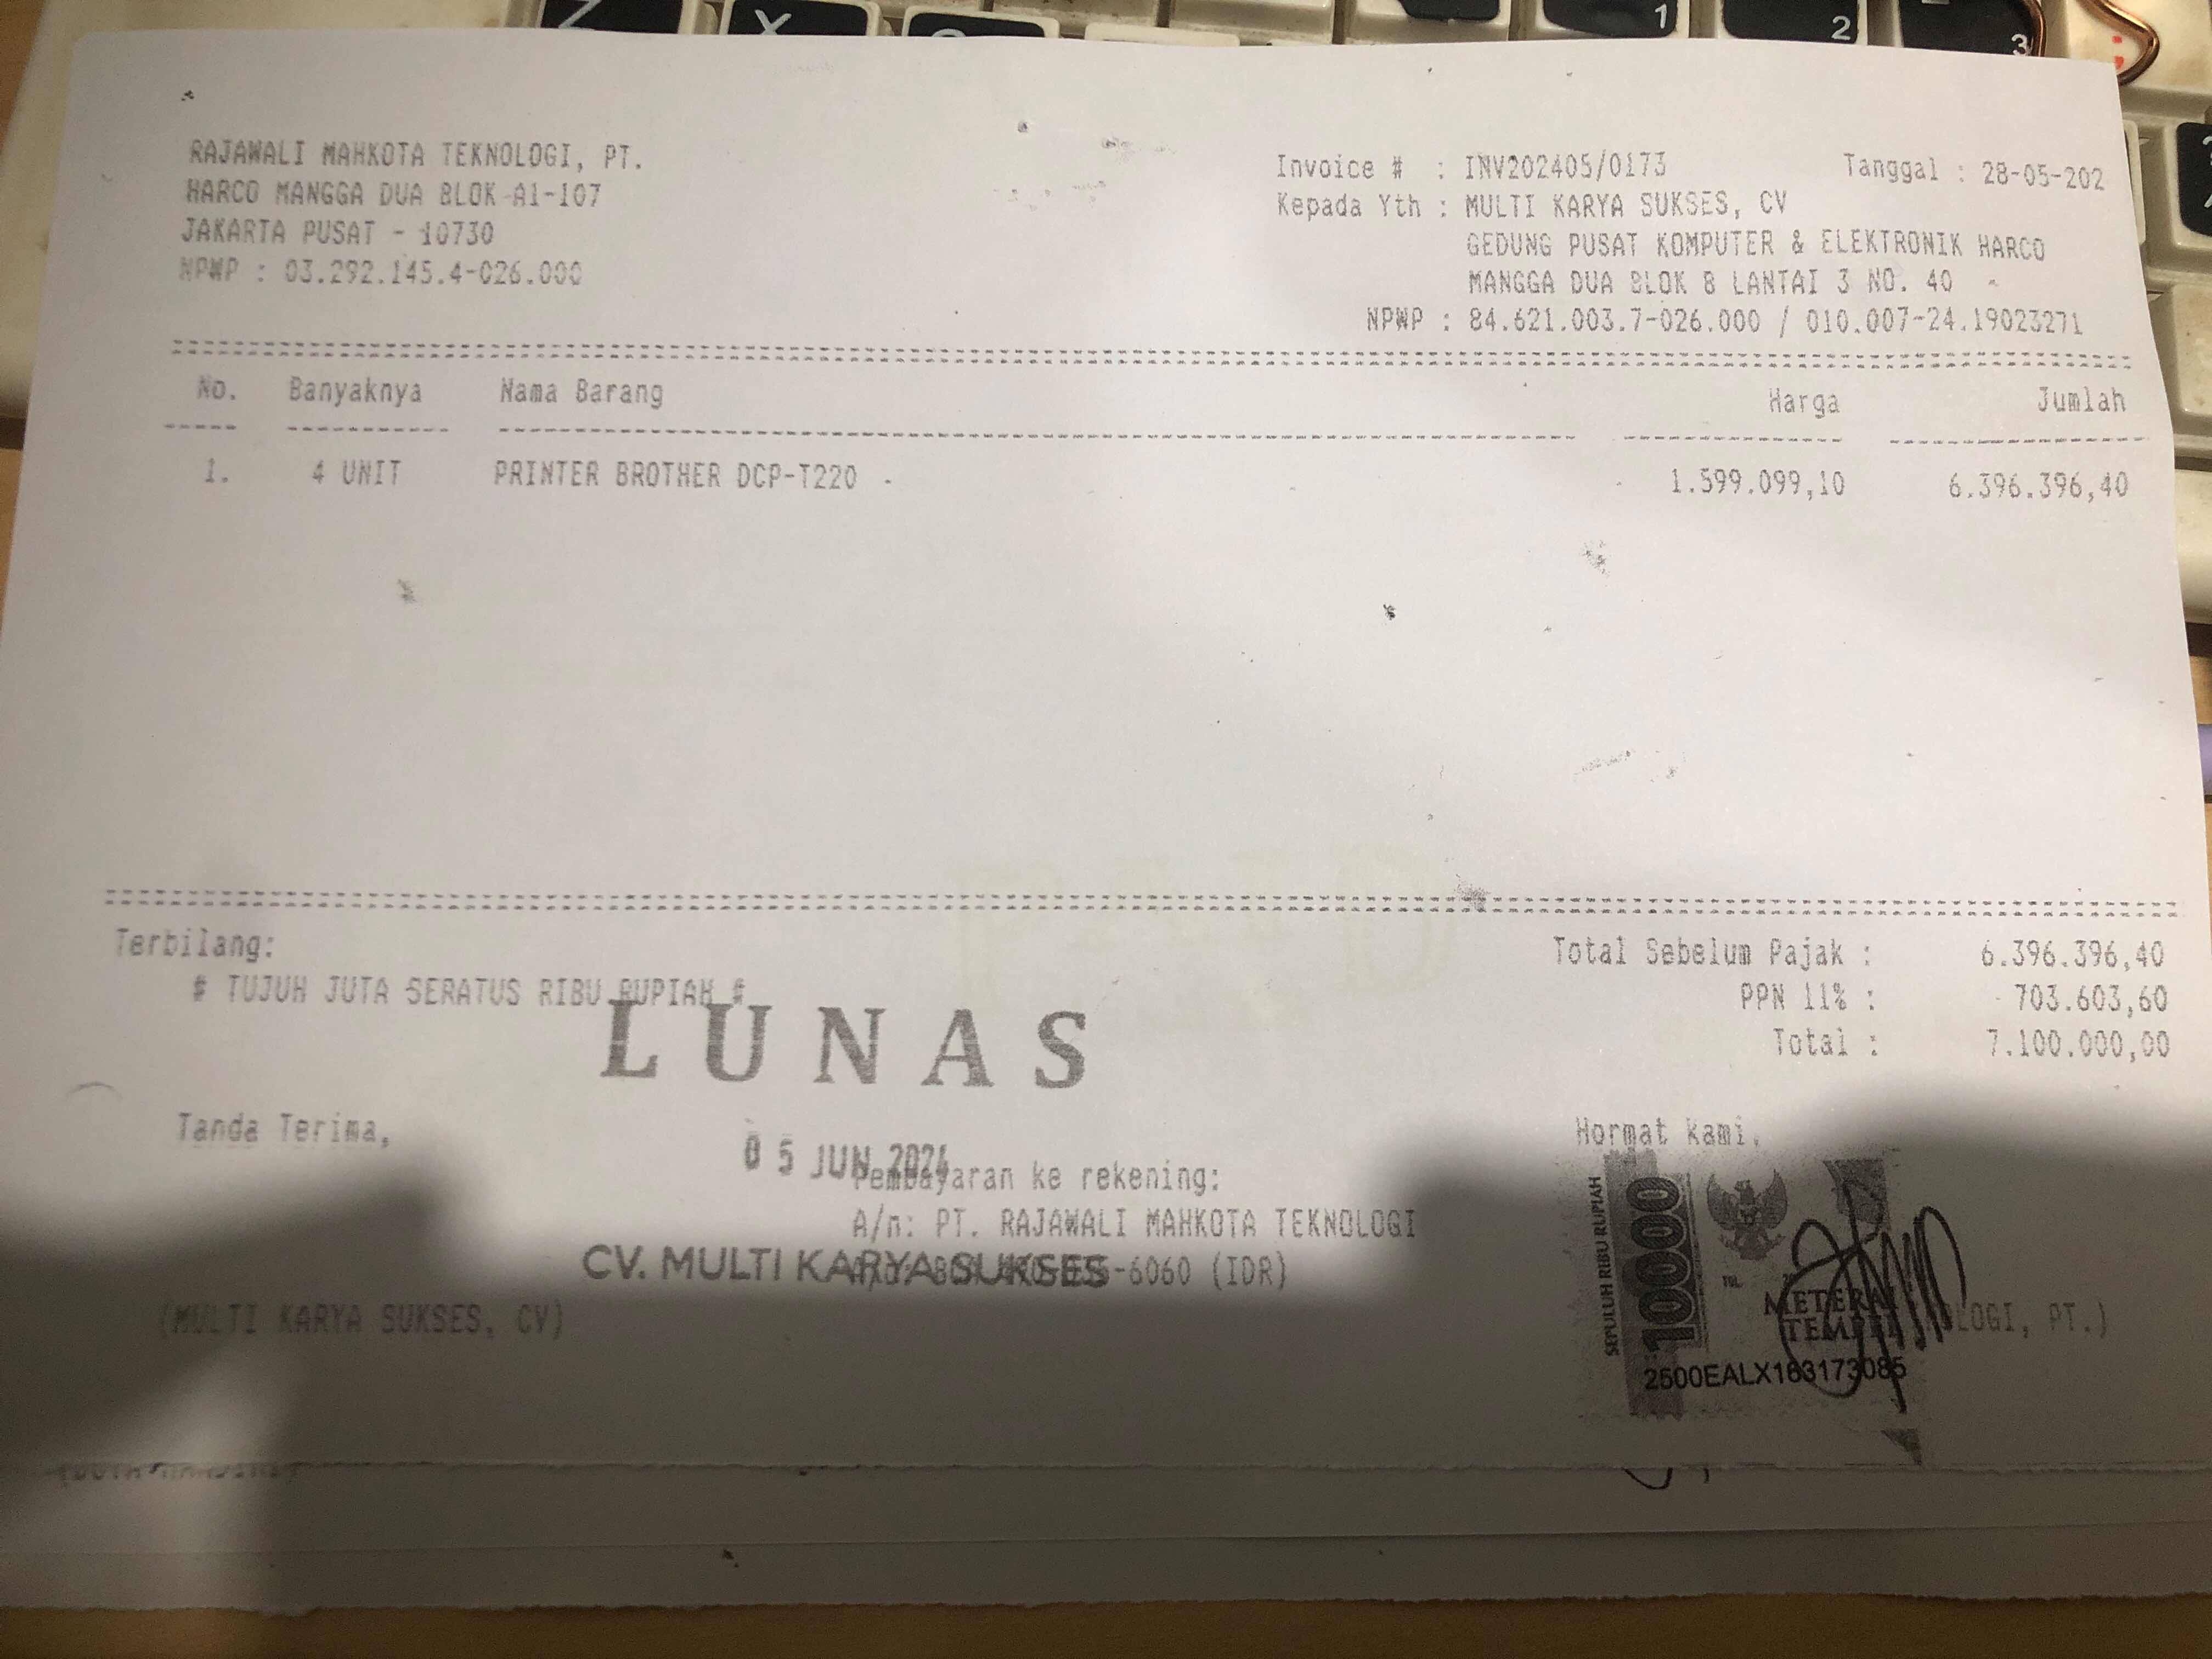 Z X 1 2 3
RAJAWALI MAHKOTA TEKNOLOGI, PT.
HARCO MANGGA DUA BLOK A1-107
JAKARTA PUSAT - 10730
NPWP : 03.292.145.4-026.000
Invoice # : INV202405/0173 Tanggal : 28-05-202
Kepada Yth : MULTI KARYA SUKSES, CV
GEDUNG PUSAT KOMPUTER & ELEKTRONIK HARCO
MANGGA DUA BLOK B LANTAI 3 NO. 40
NPWP : 84.621.003.7-026.000 / 010.007-24.19023271
No. Banyaknya Nama Barang Harga Jumlah
1. 4 UNIT PRINTER BROTHER DCP-T220 1.599.099,10 6.396.396,40
Terbilang:
# TUJUH JUTA SERATUS RIBU RUPIAH #
Total Sebelum Pajak : 6.396.396,40
PPN 11% : 703.603,60
Total : 7.100.000,00
LUNAS
Tanda Terima,
Hormat kami,
05 JUN 2024
Pembayaran ke rekening:
A/n: PT. RAJAWALI MAHKOTA TEKNOLOGI
CV. MULTI KARYA SUKSES
-6060 (IDR)
(MULTI KARYA SUKSES, CV)
SEPULUH RIBU RUPIAH
10000
METERAI
TEMPEL
LOGI, PT.)
2500EALX163173085